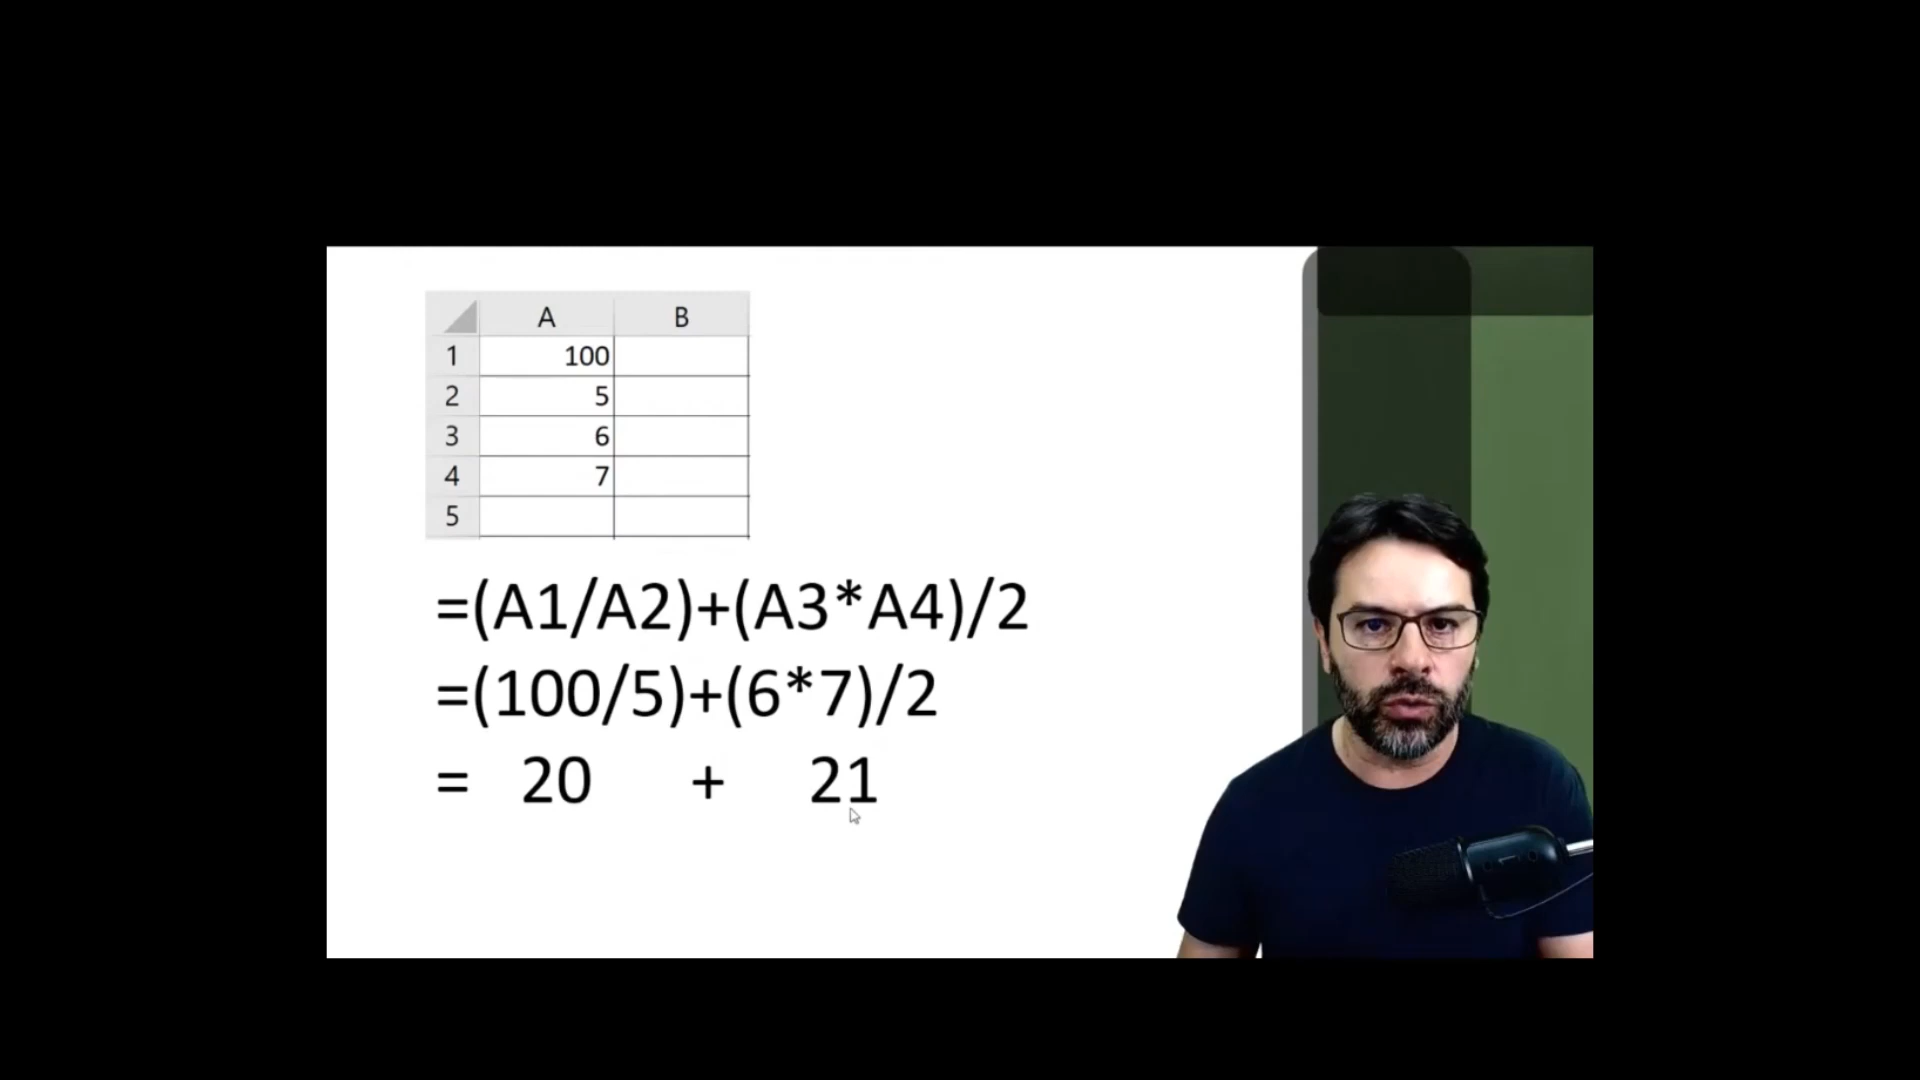 A B
1 100
2 5
3 6
4 7
5
=(A1/A2)+(A3*A4)/2
=(100/5)+(6*7)/2
= 20 + 21